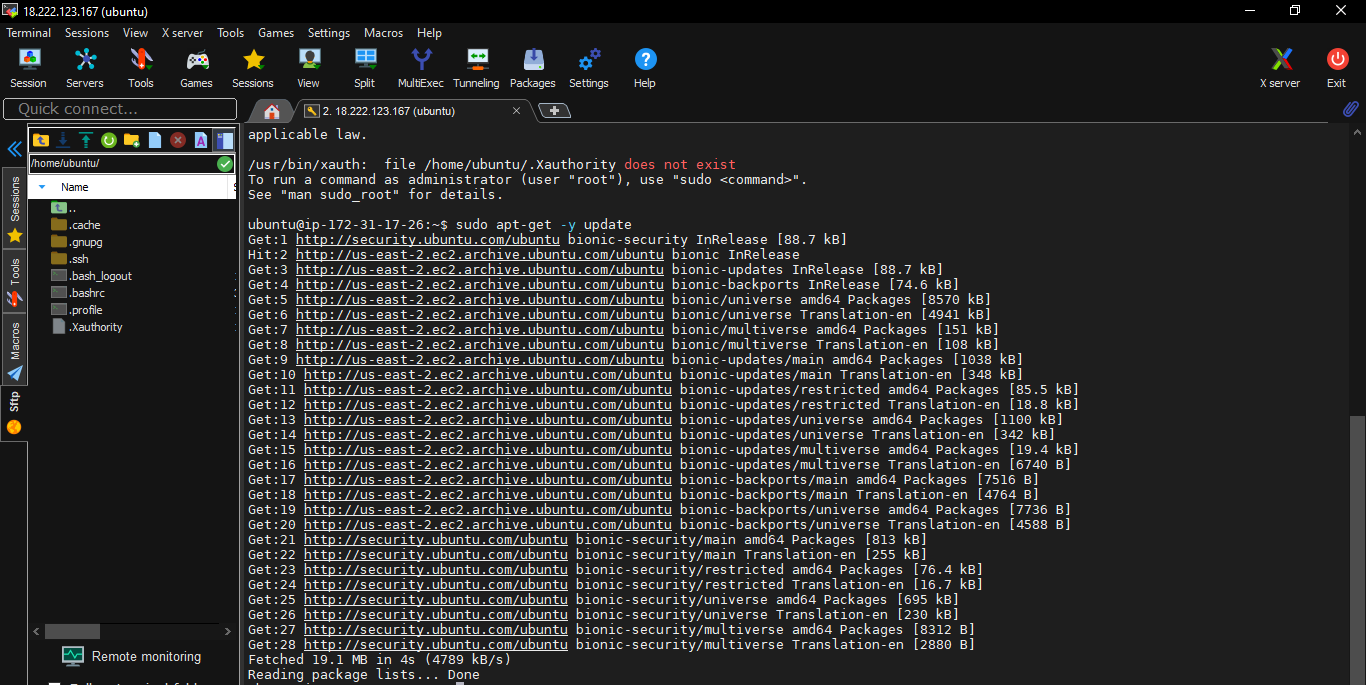 18.222.123.167 (ubuntu)
Terminal Sessions View X server Tools Games Settings Macros Help
Session Servers Tools Games Sessions View Split MultiExec Tunneling Packages Settings Help X server Exit
Quick connect...
2. 18.222.123.167 (ubuntu)
/home/ubuntu/
Name
..
.cache
.gnupg
.ssh
.bash_logout
.bashrc
.profile
.Xauthority
Sessions
Tools
Macros
Sftp
Remote monitoring
applicable law.
/usr/bin/xauth:  file /home/ubuntu/.Xauthority does not exist
To run a command as administrator (user "root"), use "sudo <command>".
See "man sudo_root" for details.
ubuntu@ip-172-31-17-26:~$ sudo apt-get -y update
Get:1 http://security.ubuntu.com/ubuntu bionic-security InRelease [88.7 kB]
Hit:2 http://us-east-2.ec2.archive.ubuntu.com/ubuntu bionic InRelease
Get:3 http://us-east-2.ec2.archive.ubuntu.com/ubuntu bionic-updates InRelease [88.7 kB]
Get:4 http://us-east-2.ec2.archive.ubuntu.com/ubuntu bionic-backports InRelease [74.6 kB]
Get:5 http://us-east-2.ec2.archive.ubuntu.com/ubuntu bionic/universe amd64 Packages [8570 kB]
Get:6 http://us-east-2.ec2.archive.ubuntu.com/ubuntu bionic/universe Translation-en [4941 kB]
Get:7 http://us-east-2.ec2.archive.ubuntu.com/ubuntu bionic/multiverse amd64 Packages [151 kB]
Get:8 http://us-east-2.ec2.archive.ubuntu.com/ubuntu bionic/multiverse Translation-en [108 kB]
Get:9 http://us-east-2.ec2.archive.ubuntu.com/ubuntu bionic-updates/main amd64 Packages [1038 kB]
Get:10 http://us-east-2.ec2.archive.ubuntu.com/ubuntu bionic-updates/main Translation-en [348 kB]
Get:11 http://us-east-2.ec2.archive.ubuntu.com/ubuntu bionic-updates/restricted amd64 Packages [85.5 kB]
Get:12 http://us-east-2.ec2.archive.ubuntu.com/ubuntu bionic-updates/restricted Translation-en [18.8 kB]
Get:13 http://us-east-2.ec2.archive.ubuntu.com/ubuntu bionic-updates/universe amd64 Packages [1100 kB]
Get:14 http://us-east-2.ec2.archive.ubuntu.com/ubuntu bionic-updates/universe Translation-en [342 kB]
Get:15 http://us-east-2.ec2.archive.ubuntu.com/ubuntu bionic-updates/multiverse amd64 Packages [19.4 kB]
Get:16 http://us-east-2.ec2.archive.ubuntu.com/ubuntu bionic-updates/multiverse Translation-en [6740 B]
Get:17 http://us-east-2.ec2.archive.ubuntu.com/ubuntu bionic-backports/main amd64 Packages [7516 B]
Get:18 http://us-east-2.ec2.archive.ubuntu.com/ubuntu bionic-backports/main Translation-en [4764 B]
Get:19 http://us-east-2.ec2.archive.ubuntu.com/ubuntu bionic-backports/universe amd64 Packages [7736 B]
Get:20 http://us-east-2.ec2.archive.ubuntu.com/ubuntu bionic-backports/universe Translation-en [4588 B]
Get:21 http://security.ubuntu.com/ubuntu bionic-security/main amd64 Packages [813 kB]
Get:22 http://security.ubuntu.com/ubuntu bionic-security/main Translation-en [255 kB]
Get:23 http://security.ubuntu.com/ubuntu bionic-security/restricted amd64 Packages [76.4 kB]
Get:24 http://security.ubuntu.com/ubuntu bionic-security/restricted Translation-en [16.7 kB]
Get:25 http://security.ubuntu.com/ubuntu bionic-security/universe amd64 Packages [695 kB]
Get:26 http://security.ubuntu.com/ubuntu bionic-security/universe Translation-en [230 kB]
Get:27 http://security.ubuntu.com/ubuntu bionic-security/multiverse amd64 Packages [8312 B]
Get:28 http://security.ubuntu.com/ubuntu bionic-security/multiverse Translation-en [2880 B]
Fetched 19.1 MB in 4s (4789 kB/s)
Reading package lists... Done